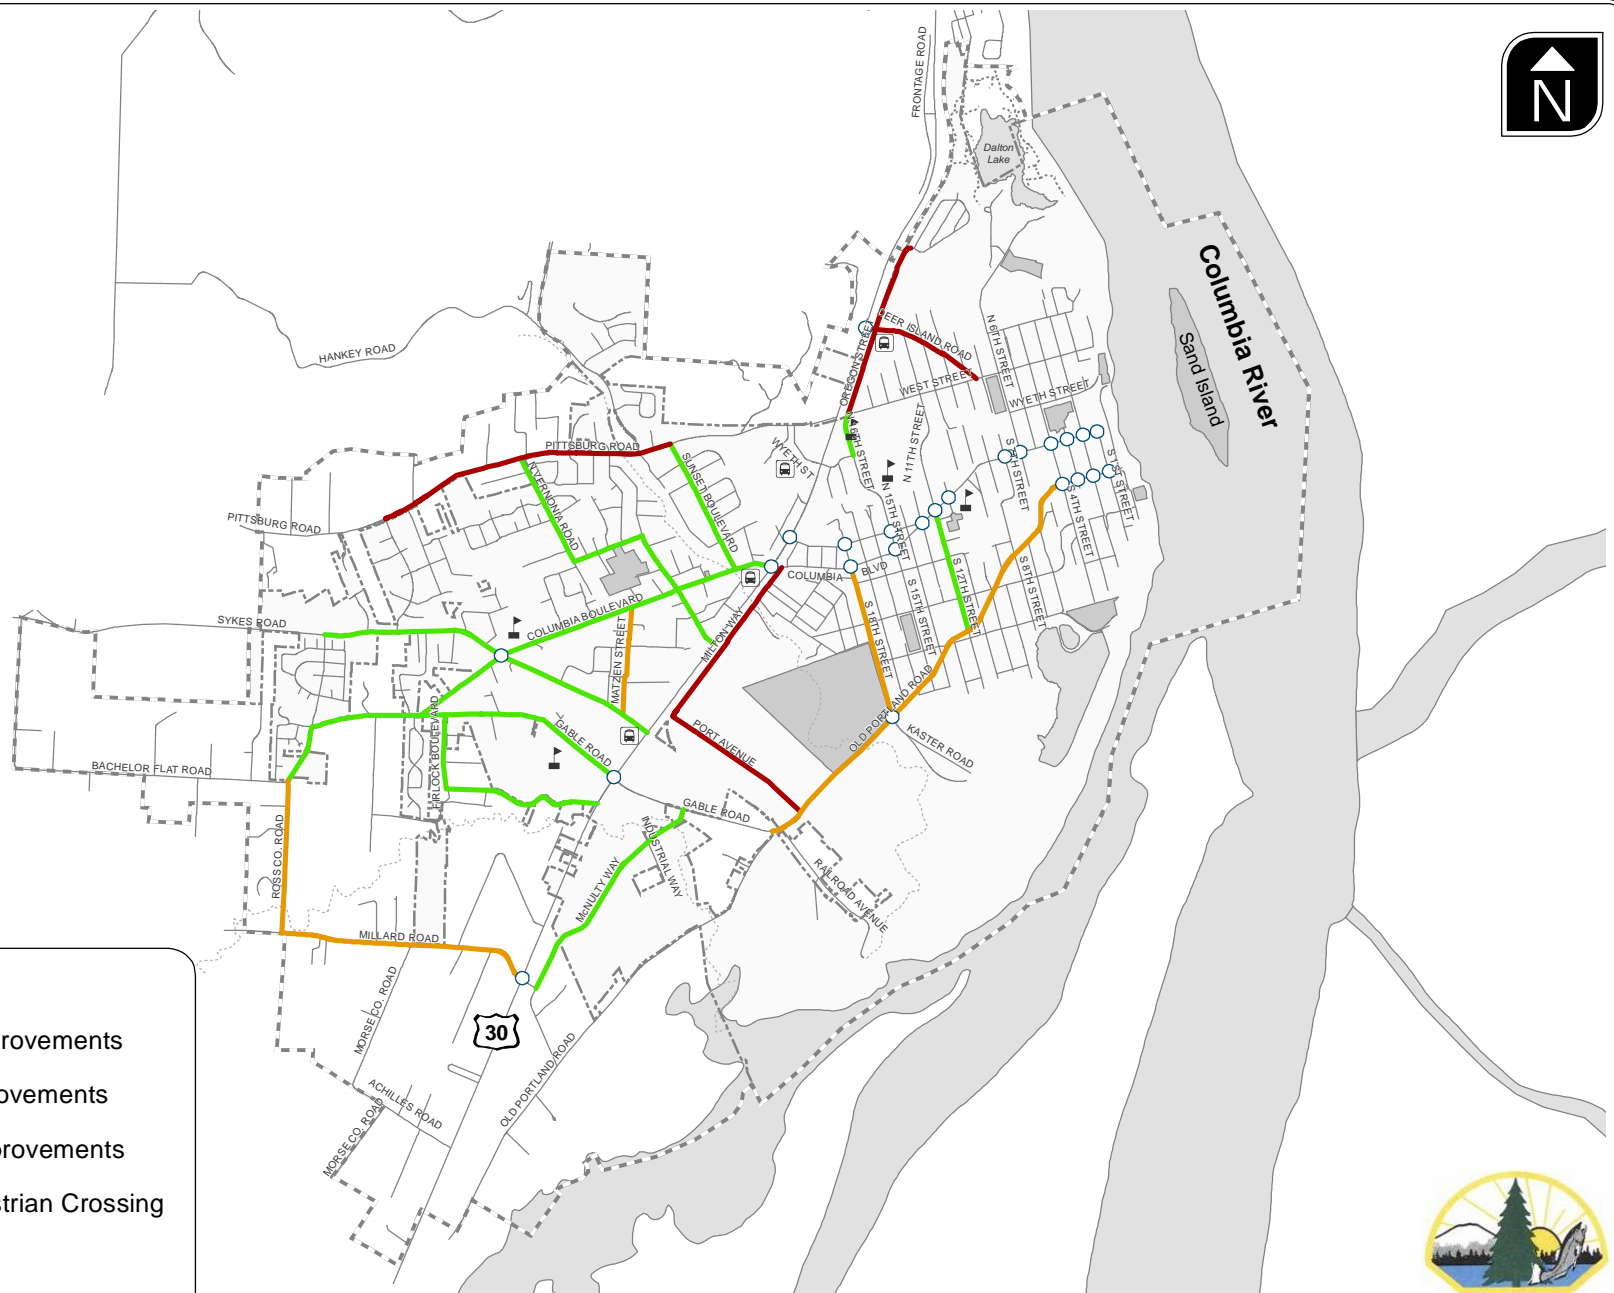 FRONTAGE ROAD
N
Dalton
Lake
Columbia River
Sand Island
HANKEY ROAD
DEER ISLAND ROAD
OREGON STREET
N 6TH STREET
WEST STREET
WYETH STREET
PITTSBURG ROAD
WYETH ST
N 16TH STREET
N 11TH STREET
SUNSET BOULEVARD
N VERNONIA ROAD
N 15TH STREET
S 1ST STREET
S 4TH STREET
PITTSBURG ROAD
COLUMBIA
BLVD
S 12TH STREET
S 8TH STREET
S 15TH STREET
S 18TH STREET
SYKES ROAD
COLUMBIA BOULEVARD
MILTON WAY
MATZEN STREET
GABLE ROAD
PORT AVENUE
OLD PORTLAND ROAD
KASTER ROAD
FIRLOCK BOULEVARD
BACHELOR FLAT ROAD
GABLE ROAD
INDUSTRIAL WAY
ROSS CO. ROAD
McNULTY WAY
RAILROAD AVENUE
MILLARD ROAD
MORSE CO. ROAD
30
OLD PORTLAND ROAD
ACHILLES ROAD
MORSE CO. ROAD
rovements
ovements
provements
strian Crossing